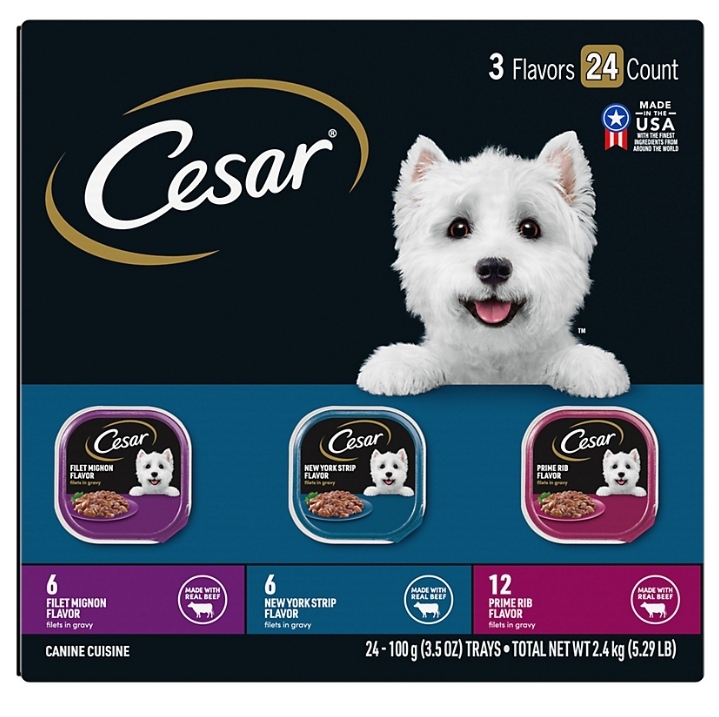 3 Flavors 24 Count
MADE
IN THE
USA
WITH THE FINEST
INGREDIENTS FROM
AROUND THE WORLD
Cesar®
TM
Cesar
FILET MIGNON
FLAVOR
filets in gravy
Cesar
NEW YORK STRIP
FLAVOR
filets in gravy
Cesar
PRIME RIB
FLAVOR
filets in gravy
6
FILET MIGNON
FLAVOR
filets in gravy
MADE WITH
REAL BEEF
6
NEW YORK STRIP
FLAVOR
filets in gravy
MADE WITH
REAL BEEF
12
PRIME RIB
FLAVOR
filets in gravy
MADE WITH
REAL BEEF
CANINE CUISINE
24 - 100 g (3.5 OZ) TRAYS • TOTAL NET WT 2.4 kg (5.29 LB)